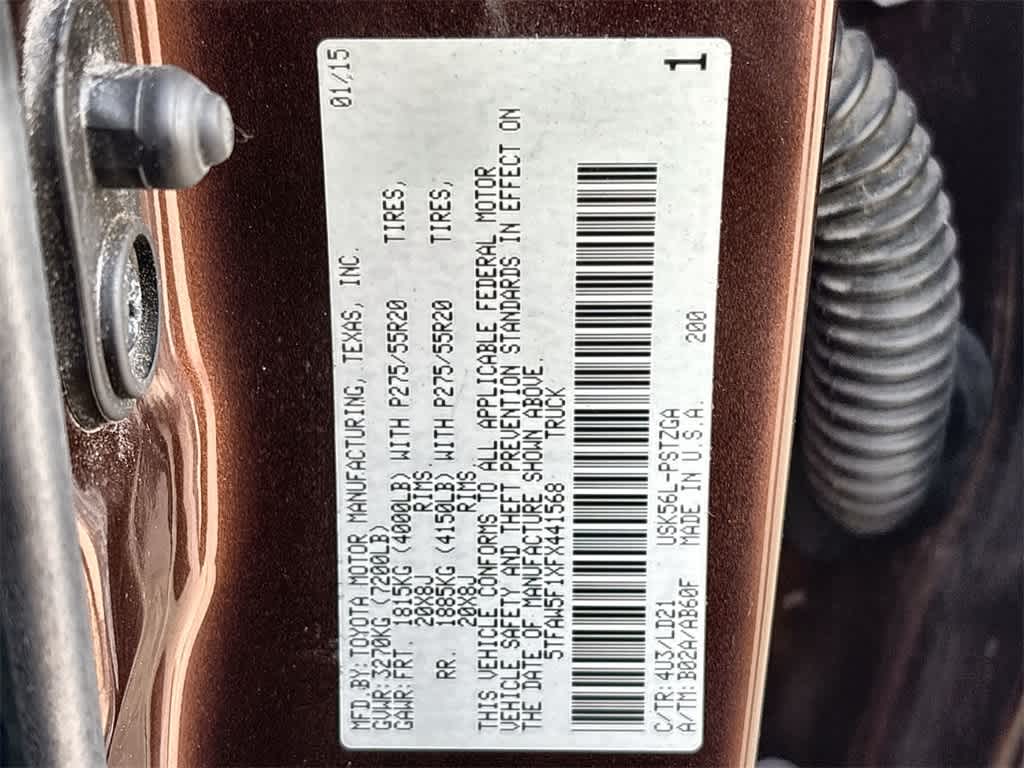 MFD.BY: TOYOTA MOTOR MANUFACTURING, TEXAS, INC. 01/15
GVWR:3270KG (7200LB)
GAWR:FRT. 1815KG (4000LB) WITH P275/55R20 TIRES,
20X8J RIMS.
RR. 1885KG (4150LB) WITH P275/55R20 TIRES,
20X8J RIMS.
THIS VEHICLE CONFORMS TO ALL APPLICABLE FEDERAL MOTOR
VEHICLE SAFETY AND THEFT PREVENTION STANDARDS IN EFFECT ON
THE DATE OF MANUFACTURE SHOWN ABOVE.
5TFAW5F1XFX441568 TRUCK
C/TR:4U3/LD21 USK56L-PSTZGA 200
A/TM:B02A/AB60F MADE IN U.S.A.
1